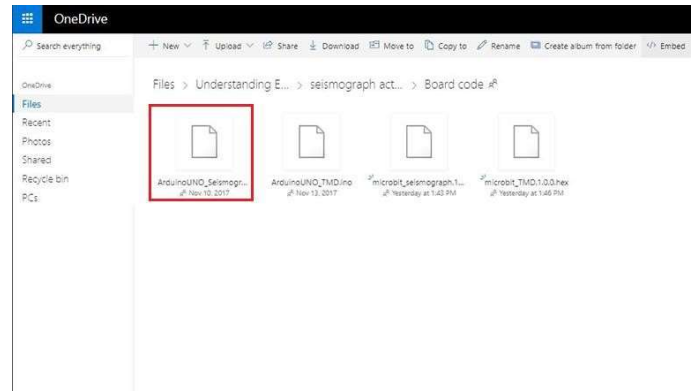 OneDrive
Search everything
+ New Upload Share Download Move to Copy to Rename Create album from folder </> Embed
OneDrive
Files
Recent
Photos
Shared
Recycle bin
PCs
Files > Understanding E... > seismograph act... > Board code
ArduinoUNO_Seismogr... ArduinoUNO_TMD.ino microbit_seismograph.1... microbit_TMD.1.0.0.hex
Nov 10, 2017 Nov 13, 2017 Yesterday at 1:43 PM Yesterday at 1:46 PM